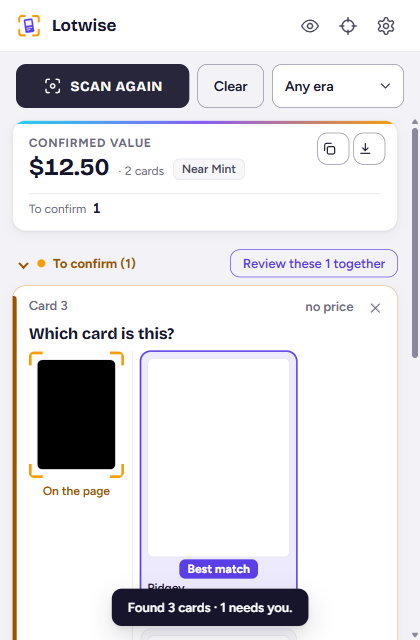 Lotwise
SCAN AGAIN
Clear
Any era
CONFIRMED VALUE
$12.50 · 2 cards Near Mint
To confirm 1
To confirm (1)
Review these 1 together
Card 3
no price
Which card is this?
On the page
Best match
Found 3 cards · 1 needs you.